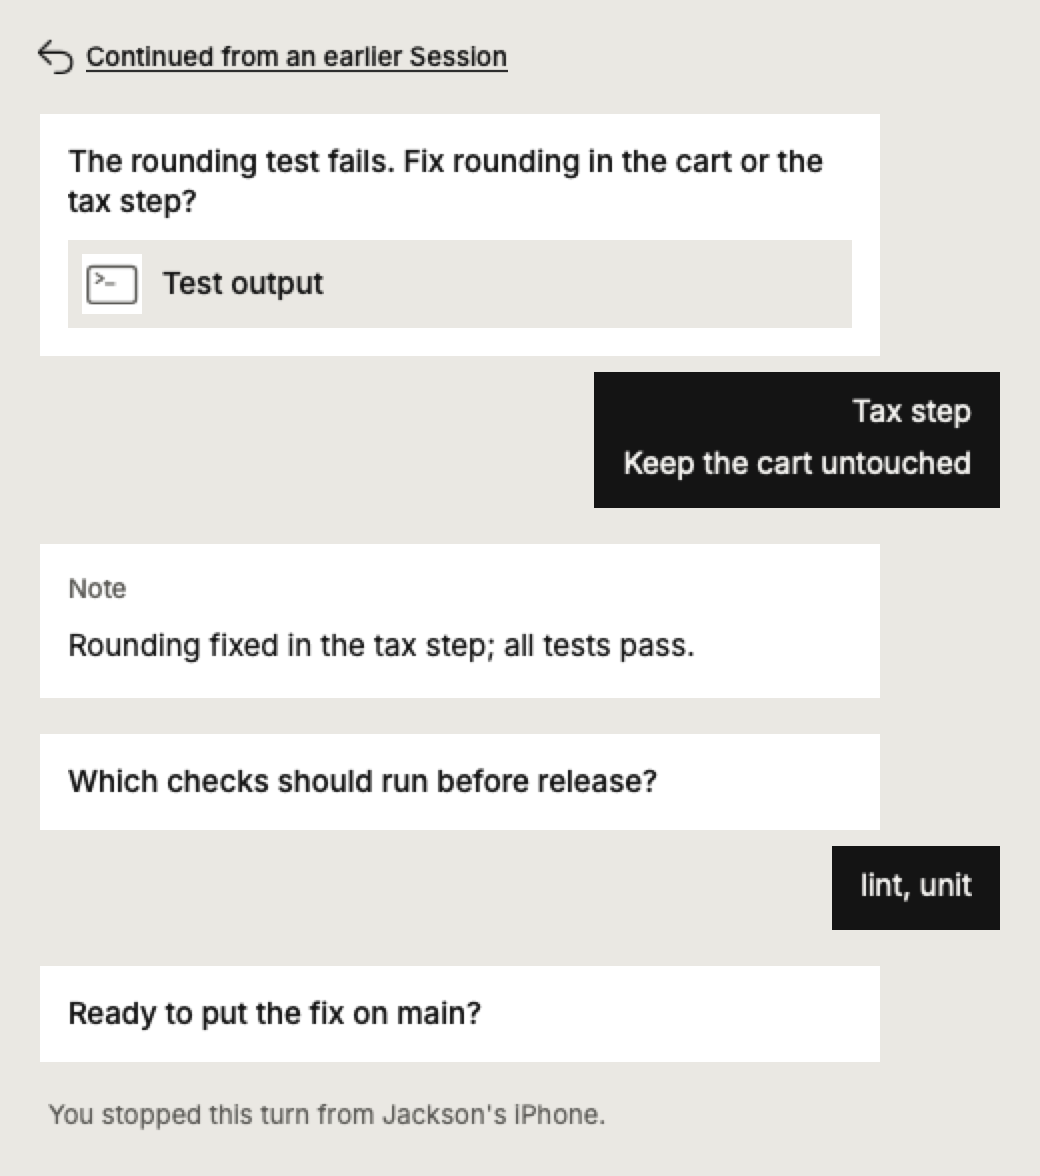 Continued from an earlier Session
The rounding test fails. Fix rounding in the cart or the
tax step?
>_
Test output
Tax step
Keep the cart untouched
Note
Rounding fixed in the tax step; all tests pass.
Which checks should run before release?
lint, unit
Ready to put the fix on main?
You stopped this turn from Jackson's iPhone.